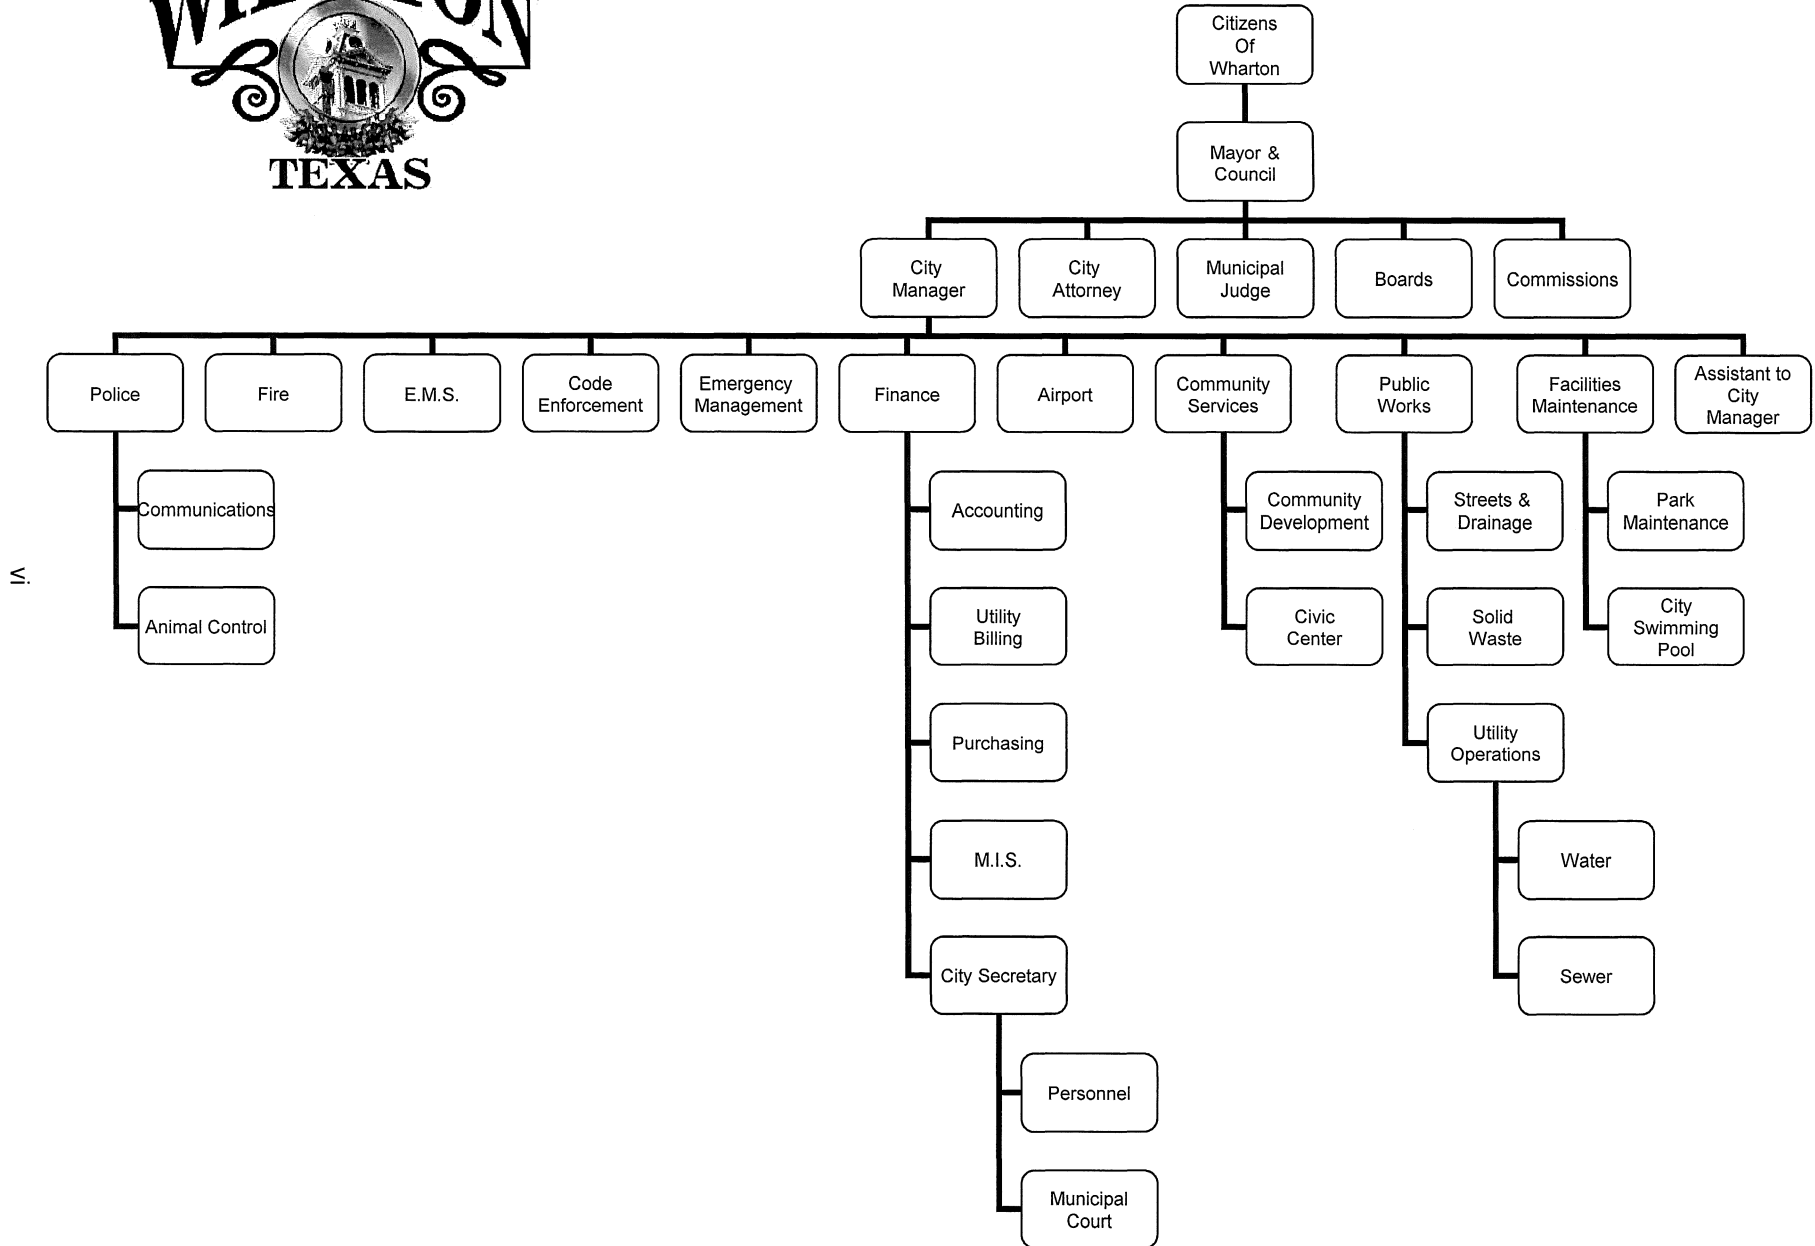 WHARTON
TEXAS
Citizens
Of
Wharton
Mayor &
Council
City
Manager
City
Attorney
Municipal
Judge
Boards
Commissions
Police
Fire
E.M.S.
Code
Enforcement
Emergency
Management
Finance
Airport
Community
Services
Public
Works
Facilities
Maintenance
Assistant to
City
Manager
Communications
Animal Control
Accounting
Utility
Billing
Purchasing
M.I.S.
City Secretary
Personnel
Municipal
Court
Community
Development
Civic
Center
Streets &
Drainage
Solid
Waste
Utility
Operations
Water
Sewer
Park
Maintenance
City
Swimming
Pool
vi